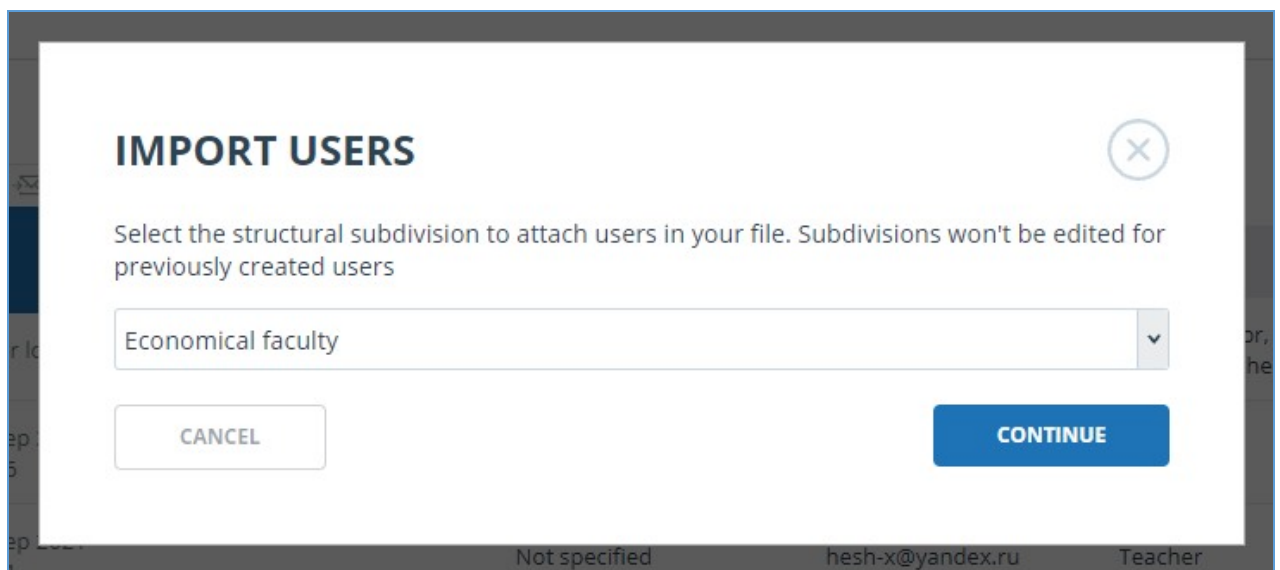 IMPORT USERS
Select the structural subdivision to attach users in your file. Subdivisions won't be edited for
previously created users
Economical faculty
CANCEL
CONTINUE
Not specified
hesh-x@yandex.ru
Teacher